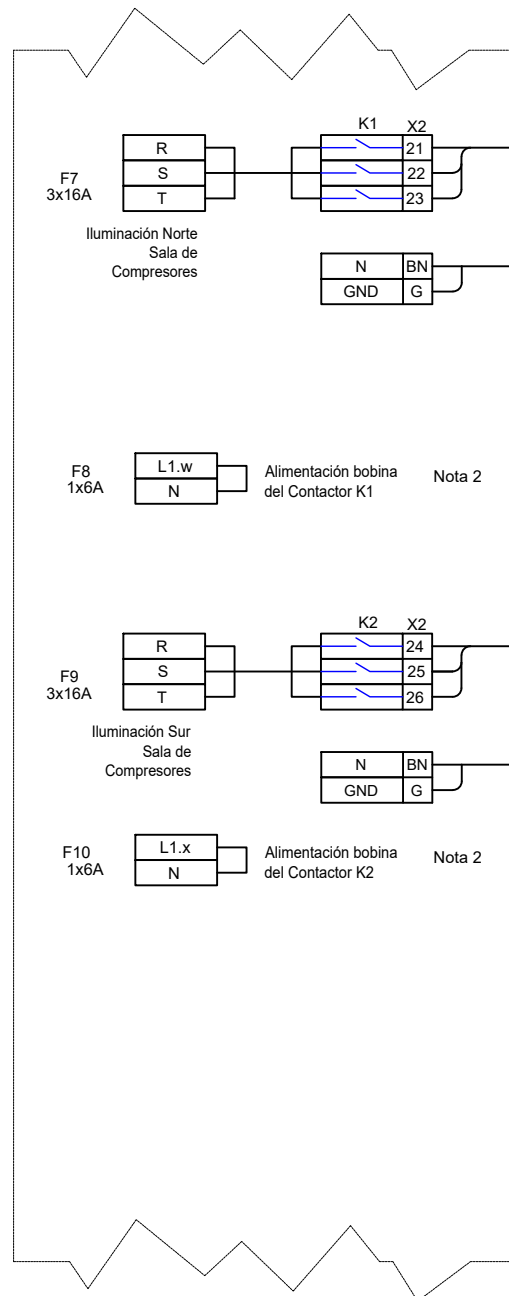 K1 X2
F7
3x16A
R
S
T
21
22
23
Iluminación Norte
Sala de
Compresores
N BN
GND G
F8
1x6A
L1.w
N
Alimentación bobina
del Contactor K1
Nota 2
K2 X2
F9
3x16A
R
S
T
24
25
26
Iluminación Sur
Sala de
Compresores
N BN
GND G
F10
1x6A
L1.x
N
Alimentación bobina
del Contactor K2
Nota 2